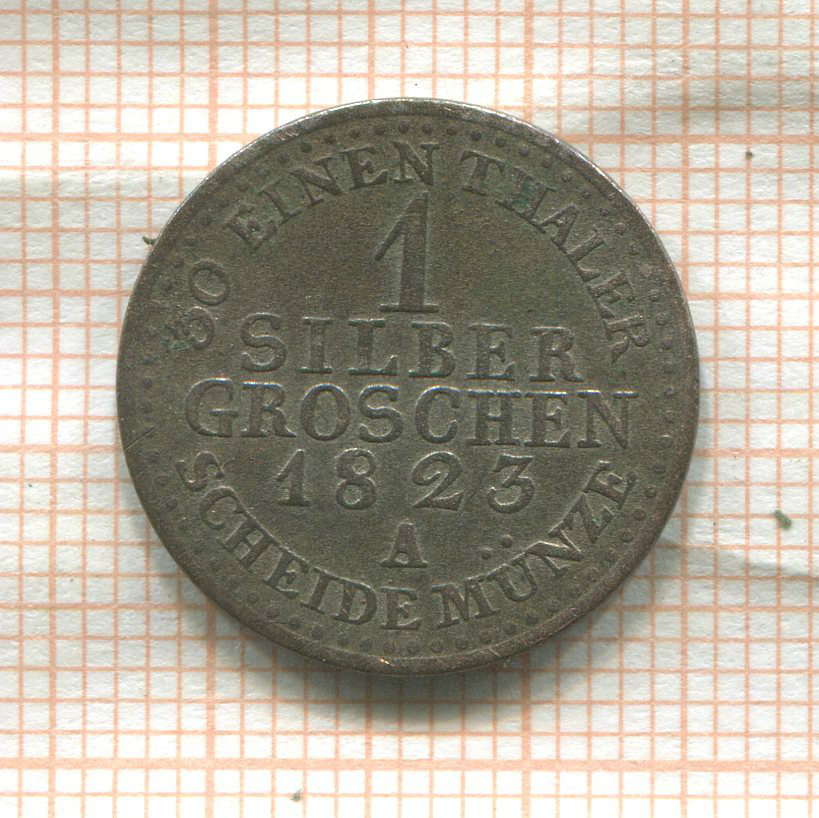 30 EINEN THALER
1
SILBER
GROSCHEN
1823
A
SCHEIDE MÜNZE